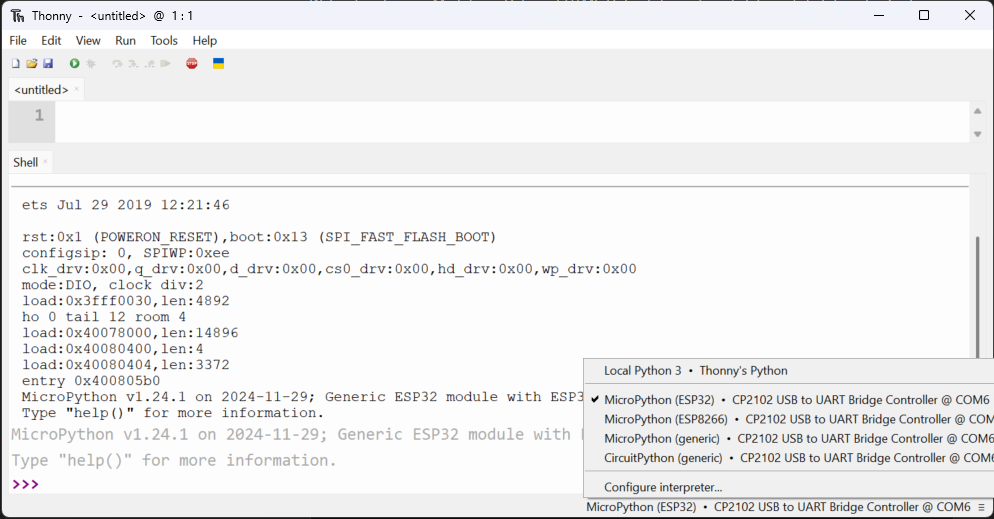 Thonny - <untitled> @ 1:1
File Edit View Run Tools Help
STOP
<untitled> ×
1
Shell ×
ets Jul 29 2019 12:21:46
rst:0x1 (POWERON_RESET),boot:0x13 (SPI_FAST_FLASH_BOOT)
configsip: 0, SPIWP:0xee
clk_drv:0x00,q_drv:0x00,d_drv:0x00,cs0_drv:0x00,hd_drv:0x00,wp_drv:0x00
mode:DIO, clock div:2
load:0x3fff0030,len:4892
ho 0 tail 12 room 4
load:0x40078000,len:14896
load:0x40080400,len:4
load:0x40080404,len:3372
entry 0x400805b0
MicroPython v1.24.1 on 2024-11-29; Generic ESP32 module with ESP3
Type "help()" for more information.
MicroPython v1.24.1 on 2024-11-29; Generic ESP32 module with
Type "help()" for more information.
>>>
Local Python 3 • Thonny's Python
✔ MicroPython (ESP32) • CP2102 USB to UART Bridge Controller @ COM6
MicroPython (ESP8266) • CP2102 USB to UART Bridge Controller @ COM
MicroPython (generic) • CP2102 USB to UART Bridge Controller @ COM6
CircuitPython (generic) • CP2102 USB to UART Bridge Controller @ COM6
Configure interpreter...
MicroPython (ESP32) • CP2102 USB to UART Bridge Controller @ COM6 ≡